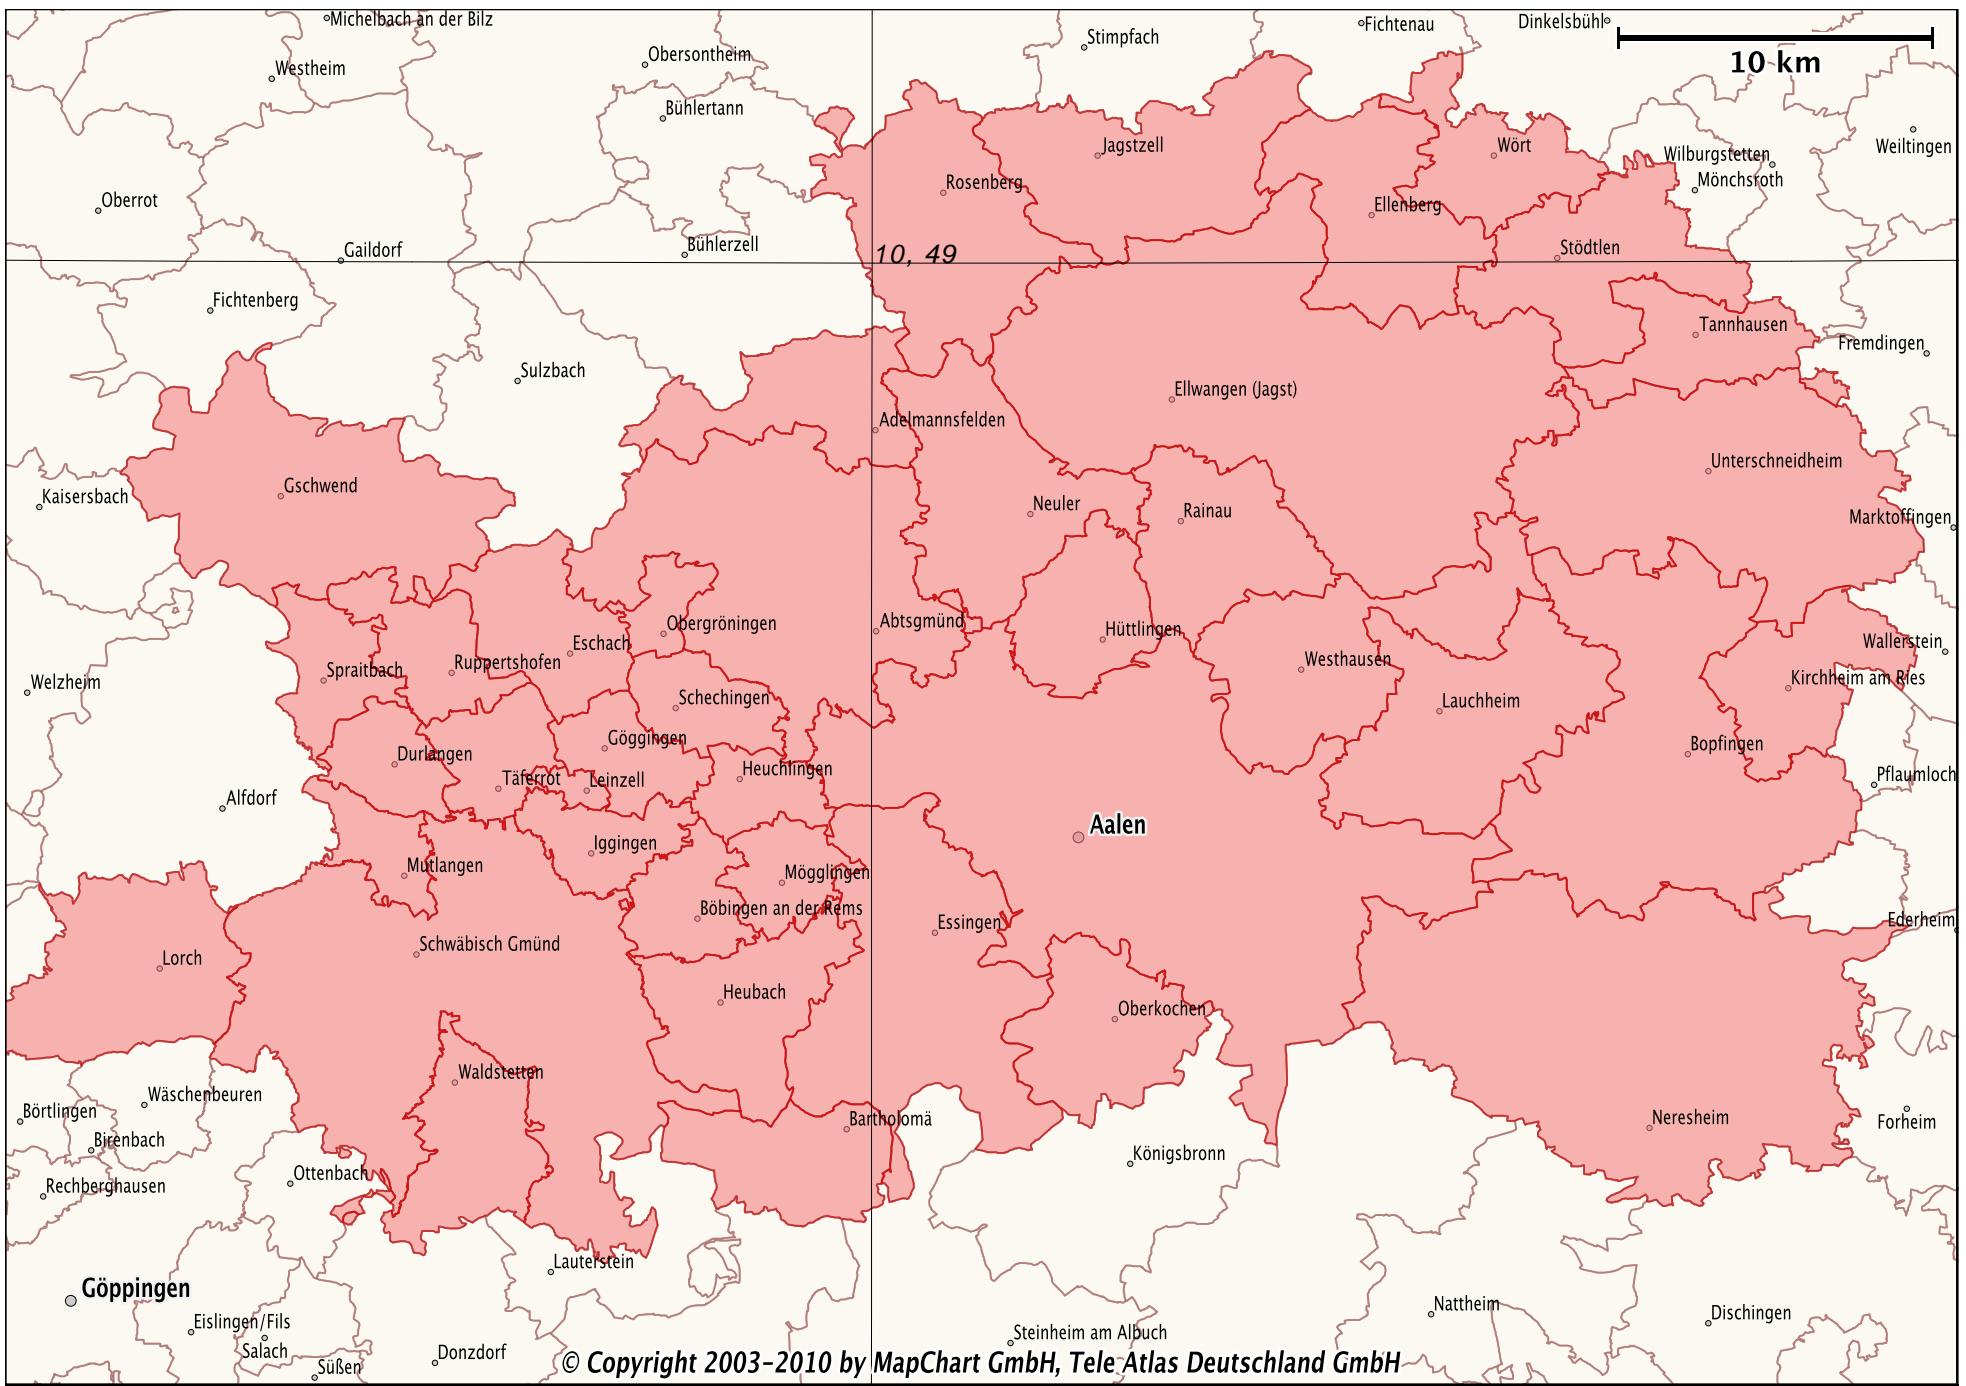 Michelbach an der Bilz
Fichtenau
Dinkelsbühl
Stimpfach
Obersontheim
Westheim
10 km
Bühlertann
Jagstzell
Wört
Weiltingen
Wilburgstetten
Mönchsroth
Rosenberg
Oberrot
Ellenberg
Gaildorf
Bühlerzell
10, 49
Stödtlen
Fichtenberg
Tannhausen
Fremdingen
Sulzbach
Ellwangen (Jagst)
Adelmannsfelden
Unterschneidheim
Gschwend
Kaisersbach
Neuler
Rainau
Marktoffingen
Obergröningen
Abtsgmünd
Hüttlingen
Eschach
Wallerstein
Ruppertshofen
Spraitbach
Westhausen
Welzheim
Kirchheim am Ries
Schechingen
Lauchheim
Göggingen
Bopfingen
Durlangen
Heuchlingen
Täferrot
Leinzell
Pflaumloch
Alfdorf
Aalen
Iggingen
Mutlangen
Mögglingen
Böbingen an der Rems
Essingen
Ederheim
Schwäbisch Gmünd
Lorch
Heubach
Oberkochen
Waldstetten
Wäschenbeuren
Börtlingen
Bartholomä
Neresheim
Forheim
Birenbach
Königsbronn
Ottenbach
Rechberghausen
Lauterstein
Göppingen
Nattheim
Dischingen
Eislingen/Fils
Steinheim am Albuch
Salach
Donzdorf
Süßen
© Copyright 2003-2010 by MapChart GmbH, Tele Atlas Deutschland GmbH